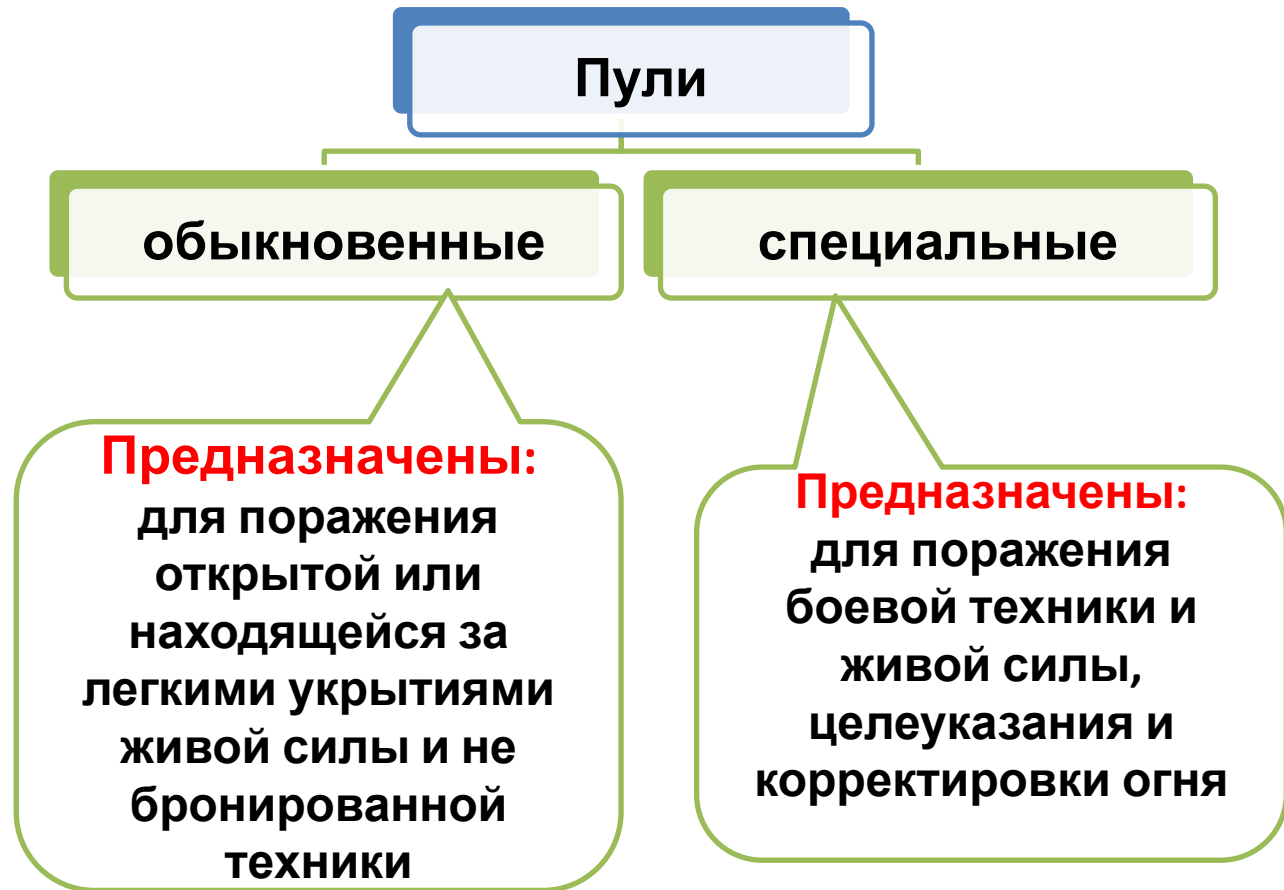 Пули
обыкновенные
специальные
Предназначены:
для поражения
открытой или
находящейся за
легкими укрытиями
живой силы и не
бронированной
техники
Предназначены:
для поражения
боевой техники и
живой силы,
целеуказания и
корректировки огня